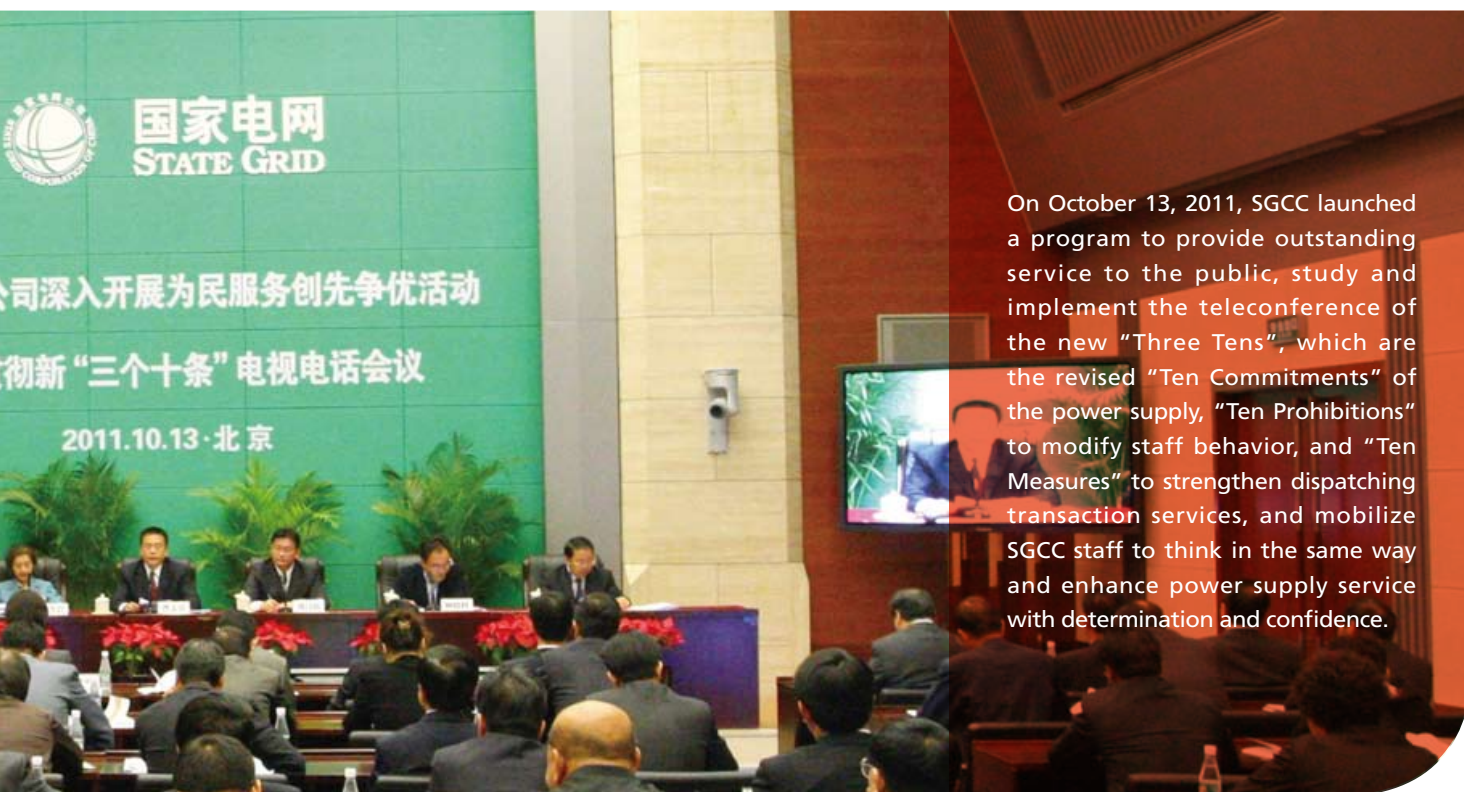 国家电网
STATE GRID
STATE GRID CORPORATION OF CHINA
公司深入开展为民服务创先争优活动
彻新“三个十条”电视电话会议
2011.10.13·北京
On October 13, 2011, SGCC launched
a program to provide outstanding
service to the public, study and
implement the teleconference of
the new “Three Tens”, which are
the revised “Ten Commitments” of
the power supply, “Ten Prohibitions“
to modify staff behavior, and “Ten
Measures” to strengthen dispatching
transaction services, and mobilize
SGCC staff to think in the same way
and enhance power supply service
with determination and confidence.